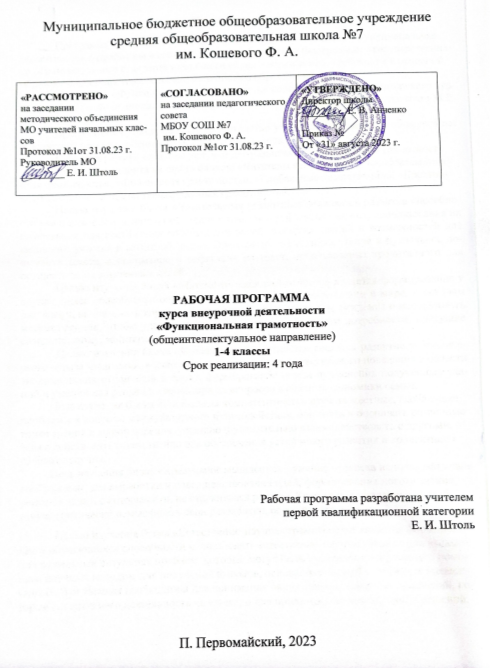 Муниципальное бюджетное общеобразовательное учреждение
средняя общеобразовательная школа №7
им. Кошевого Ф. А.
«РАССМОТРЕНО»
на заседании
методического объединения
МО учителей начальных клас-
сов
Протокол №1от 31.08.23 г.
Руководитель МО
Е. И. Штоль
«СОГЛАСОВАНО»
на заседании педагогического
совета
МБОУ СОШ №7
им. Кошевого Ф. А.
Протокол №1от 31.08.23 г.
«УТВЕРЖДЕНО»
Директор школы
Е. В. Анненко
Приказ №
От «31» августа 2023 г.
РАБОЧАЯ ПРОГРАММА
курса внеурочной деятельности
«Функциональная грамотность»
(общеинтеллектуальное направление)
1-4 классы
Срок реализации: 4 года
Рабочая программа разработана учителем
первой квалификационной категории
Е. И. Штоль
П. Первомайский, 2023